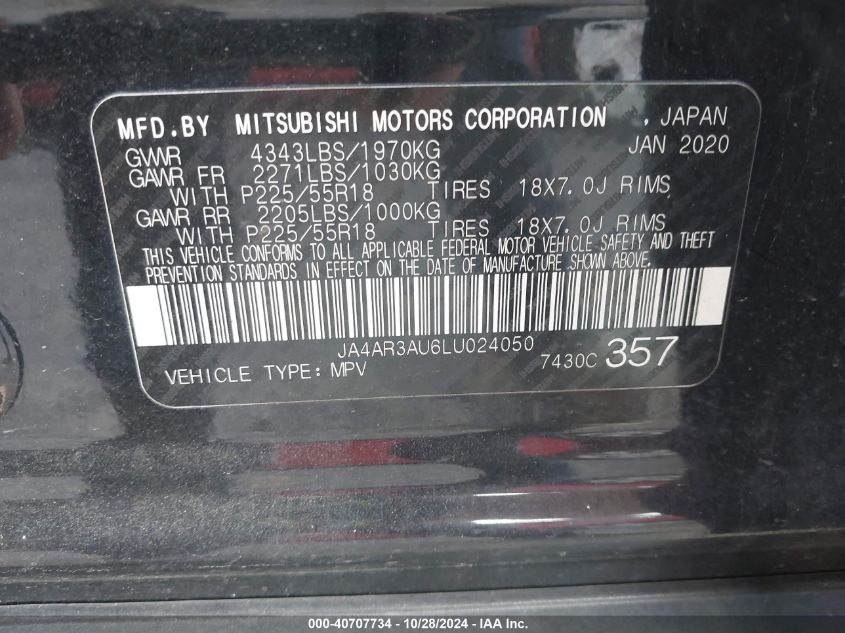 MFD.BY MITSUBISHI MOTORS CORPORATION , JAPAN
GVWR 4343LBS/1970KG JAN 2020
GAWR FR 2271LBS/1030KG
WITH P225/55R18 TIRES 18X7.0J RIMS
GAWR RR 2205LBS/1000KG
WITH P225/55R18 TIRES 18X7.0J RIMS
THIS VEHICLE CONFORMS TO ALL APPLICABLE FEDERAL MOTOR VEHICLE SAFETY AND THEFT
PREVENTION STANDARDS IN EFFECT ON THE DATE OF MANUFACTURE SHOWN ABOVE.
JA4AR3AU6LU024050
VEHICLE TYPE: MPV 7430C 357
000-40707734 - 10/28/2024 - IAA Inc.